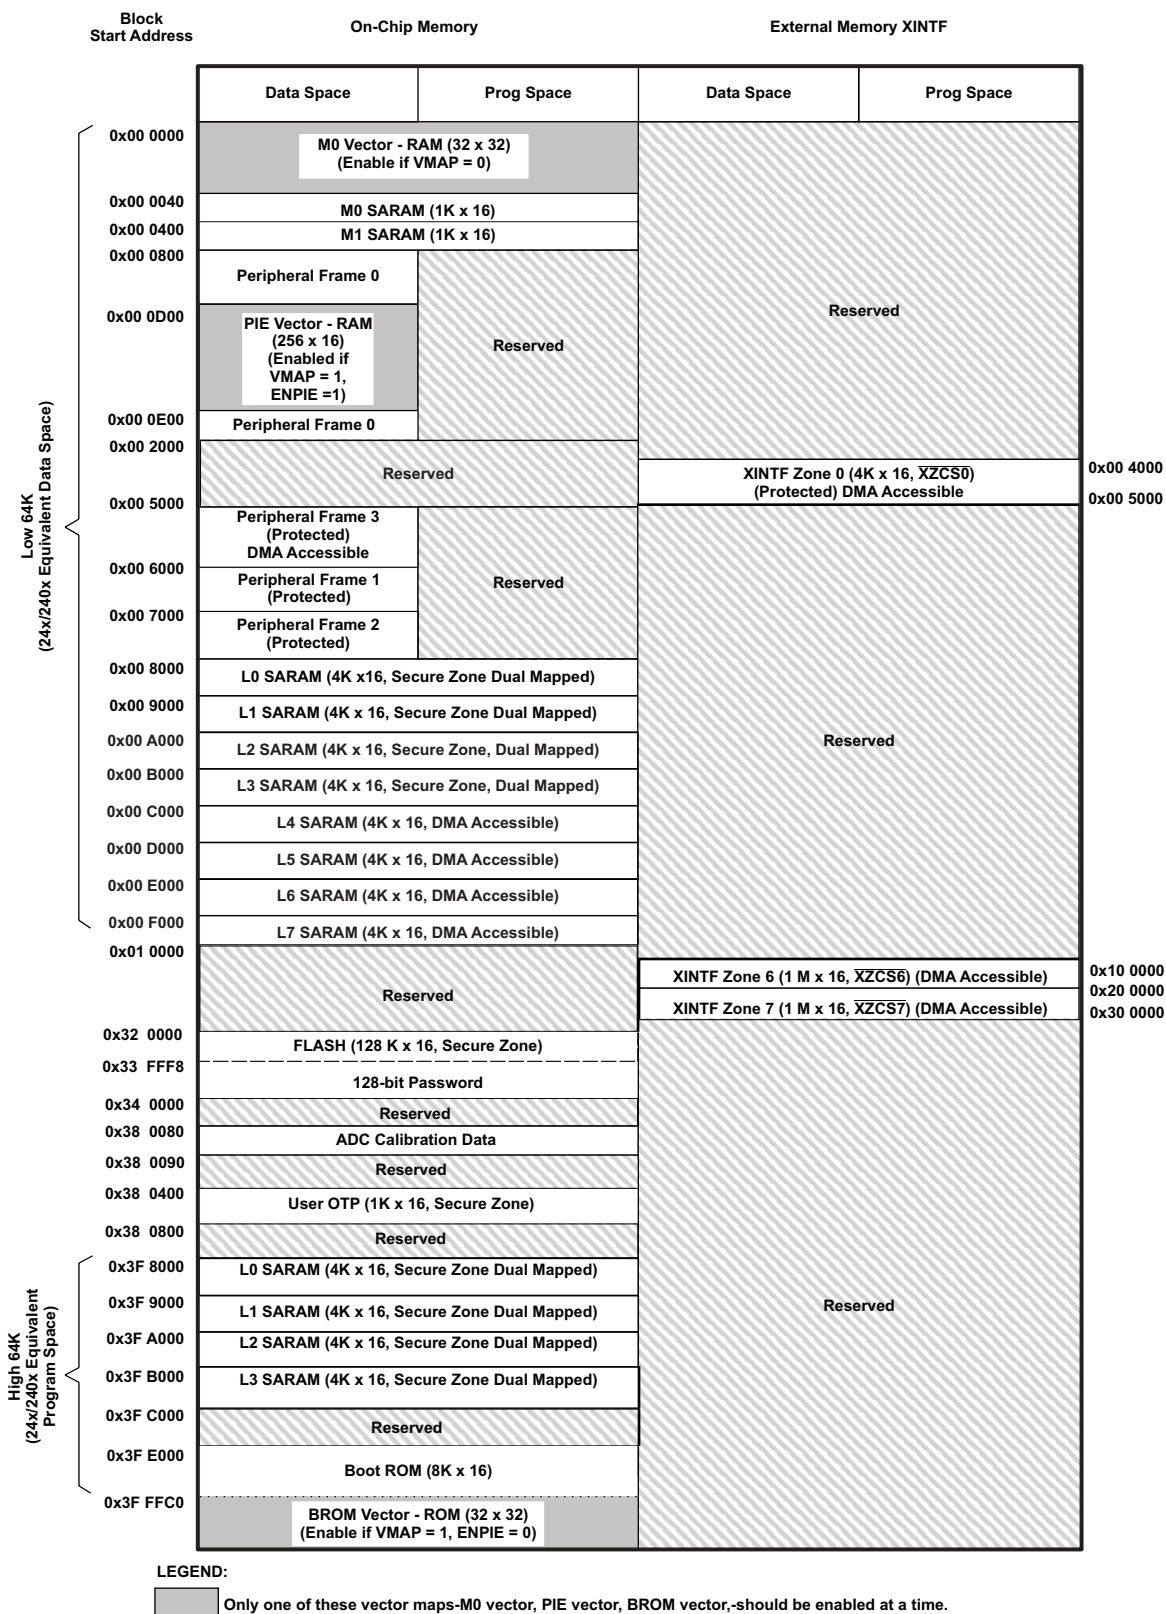 Block
Start Address
On-Chip Memory
External Memory XINTF
Data Space
Prog Space
Data Space
Prog Space
0x00 0000
M0 Vector - RAM (32 x 32)
(Enable if VMAP = 0)
0x00 0040
M0 SARAM (1K x 16)
0x00 0400
M1 SARAM (1K x 16)
0x00 0800
Peripheral Frame 0
0x00 0D00
PIE Vector - RAM
(256 x 16)
(Enabled if
VMAP = 1,
ENPIE =1)
Reserved
Reserved
0x00 0E00
Peripheral Frame 0
0x00 2000
Reserved
XINTF Zone 0 (4K x 16, XZCS0)
(Protected) DMA Accessible
0x00 4000
0x00 5000
0x00 5000
Peripheral Frame 3
(Protected)
DMA Accessible
0x00 6000
Peripheral Frame 1
(Protected)
Reserved
0x00 7000
Peripheral Frame 2
(Protected)
Low 64K
(24x/240x Equivalent Data Space)
0x00 8000
L0 SARAM (4K x16, Secure Zone Dual Mapped)
0x00 9000
L1 SARAM (4K x 16, Secure Zone Dual Mapped)
0x00 A000
L2 SARAM (4K x 16, Secure Zone, Dual Mapped)
Reserved
0x00 B000
L3 SARAM (4K x 16, Secure Zone, Dual Mapped)
0x00 C000
L4 SARAM (4K x 16, DMA Accessible)
0x00 D000
L5 SARAM (4K x 16, DMA Accessible)
0x00 E000
L6 SARAM (4K x 16, DMA Accessible)
0x00 F000
L7 SARAM (4K x 16, DMA Accessible)
0x01 0000
Reserved
XINTF Zone 6 (1 M x 16, XZCS6) (DMA Accessible)
0x10 0000
0x20 0000
XINTF Zone 7 (1 M x 16, XZCS7) (DMA Accessible)
0x30 0000
0x32 0000
FLASH (128 K x 16, Secure Zone)
0x33 FFF8
128-bit Password
0x34 0000
Reserved
0x38 0080
ADC Calibration Data
0x38 0090
Reserved
0x38 0400
User OTP (1K x 16, Secure Zone)
0x38 0800
Reserved
0x3F 8000
L0 SARAM (4K x 16, Secure Zone Dual Mapped)
0x3F 9000
L1 SARAM (4K x 16, Secure Zone Dual Mapped)
Reserved
0x3F A000
L2 SARAM (4K x 16, Secure Zone Dual Mapped)
0x3F B000
L3 SARAM (4K x 16, Secure Zone Dual Mapped)
High 64K
(24x/240x Equivalent
Program Space)
0x3F C000
Reserved
0x3F E000
Boot ROM (8K x 16)
0x3F FFC0
BROM Vector - ROM (32 x 32)
(Enable if VMAP = 1, ENPIE = 0)
LEGEND:
Only one of these vector maps-M0 vector, PIE vector, BROM vector,-should be enabled at a time.